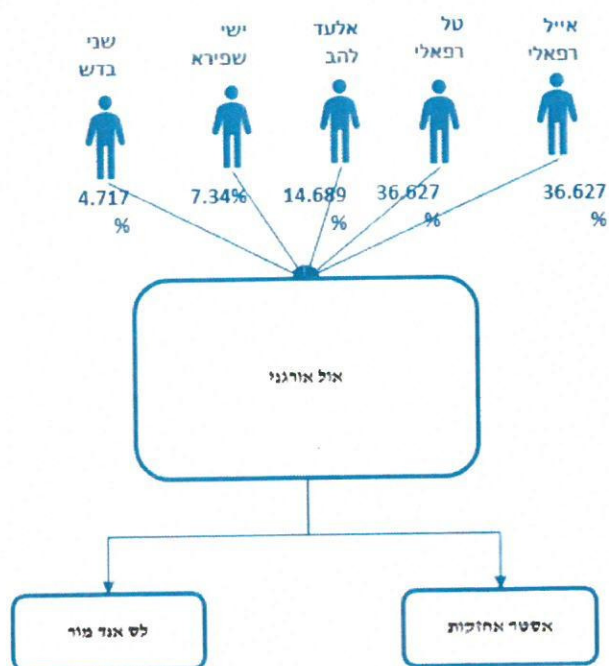 אייל
רפאלי
טל
רפאלי
אלעד
להב
ישי
שפירא
שני
בדש
36.627
%
36.627
%
14.689
%
7.34%
4.717
%
אול אורגני
אסטר אחזקות
לס אנד מור